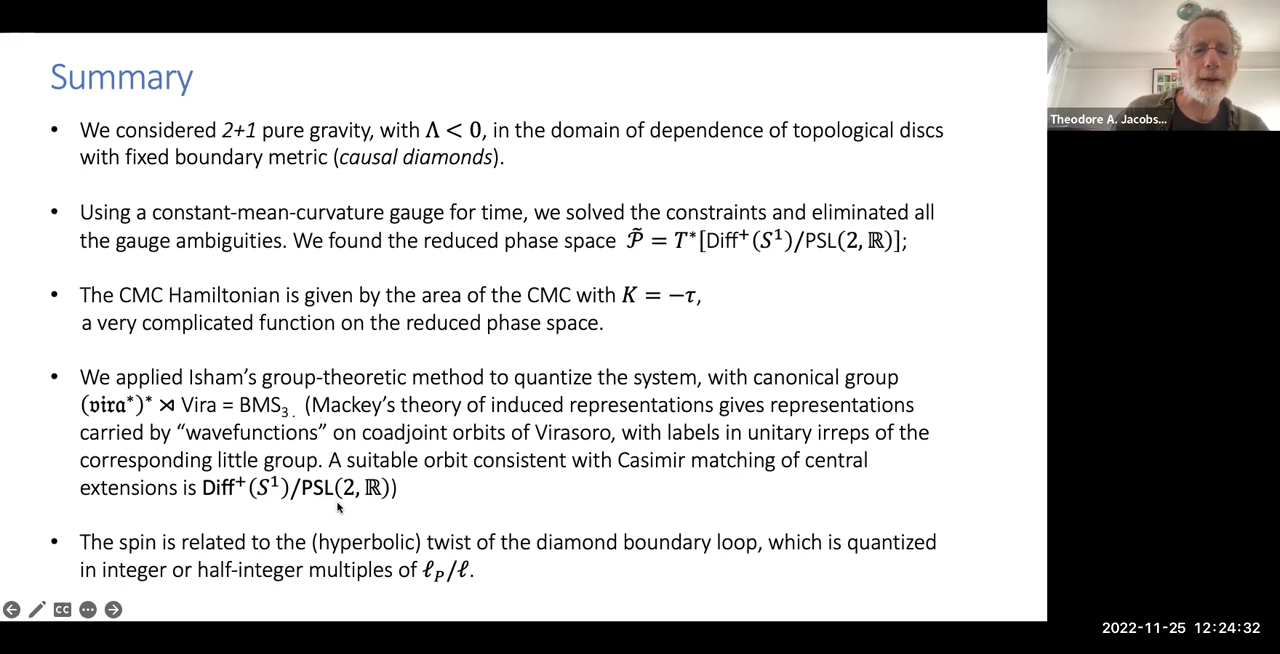 Summary
• We considered 2+1 pure gravity, with Λ < 0, in the domain of dependence of topological discs
with fixed boundary metric (causal diamonds).
• Using a constant-mean-curvature gauge for time, we solved the constraints and eliminated all
the gauge ambiguities. We found the reduced phase space 𝒫̃ = T*[Diff⁺(S¹)/PSL(2, ℝ)];
• The CMC Hamiltonian is given by the area of the CMC with K = −τ,
a very complicated function on the reduced phase space.
• We applied Isham’s group-theoretic method to quantize the system, with canonical group
(𝔳𝔦𝔯𝔞*)* ⋊ Vira = BMS₃ . (Mackey’s theory of induced representations gives representations
carried by “wavefunctions” on coadjoint orbits of Virasoro, with labels in unitary irreps of the
corresponding little group. A suitable orbit consistent with Casimir matching of central
extensions is Diff⁺(S¹)/PSL(2, ℝ))
• The spin is related to the (hyperbolic) twist of the diamond boundary loop, which is quantized
in integer or half-integer multiples of ℓ_P/ℓ.
CC
Theodore A. Jacobs...
2022-11-25 12:24:32